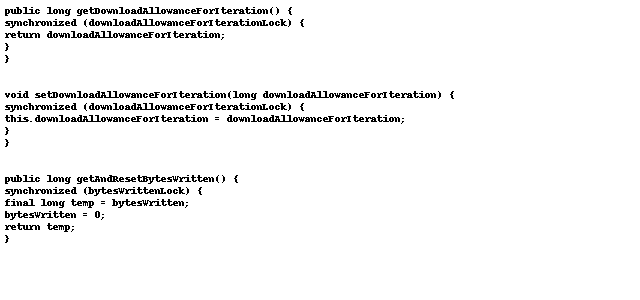 public long getDownloadAllowanceForIteration() {
synchronized (downloadAllowanceForIterationLock) {
return downloadAllowanceForIteration;
}
}
void setDownloadAllowanceForIteration(long downloadAllowanceForIteration) {
synchronized (downloadAllowanceForIterationLock) {
this.downloadAllowanceForIteration = downloadAllowanceForIteration;
}
}
public long getAndResetBytesWritten() {
synchronized (bytesWrittenLock) {
final long temp = bytesWritten;
bytesWritten = 0;
return temp;
}